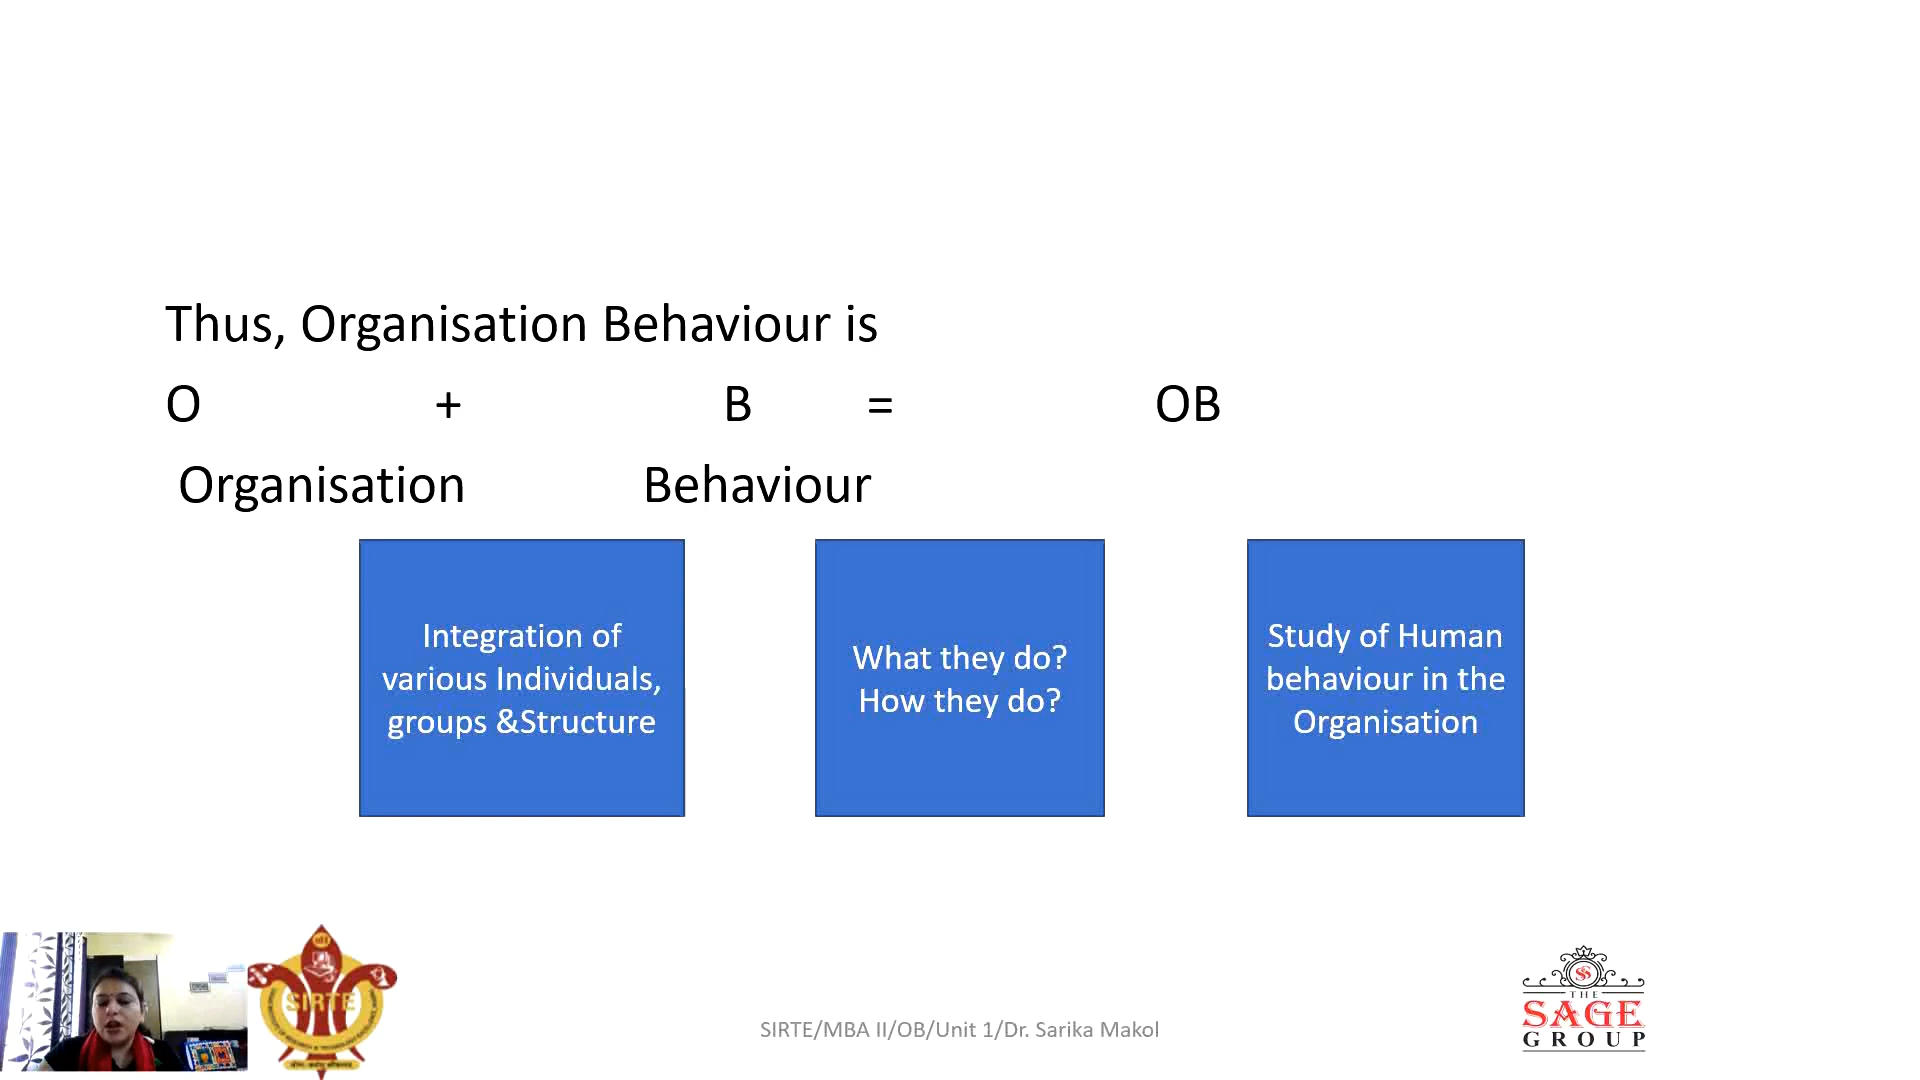 Thus, Organisation Behaviour is
O + B = OB
Organisation Behaviour
Integration of
various Individuals,
groups &Structure
What they do?
How they do?
Study of Human
behaviour in the
Organisation
SIRTE
SIRTE/MBA II/OB/Unit 1/Dr. Sarika Makol
THE
SAGE
GROUP